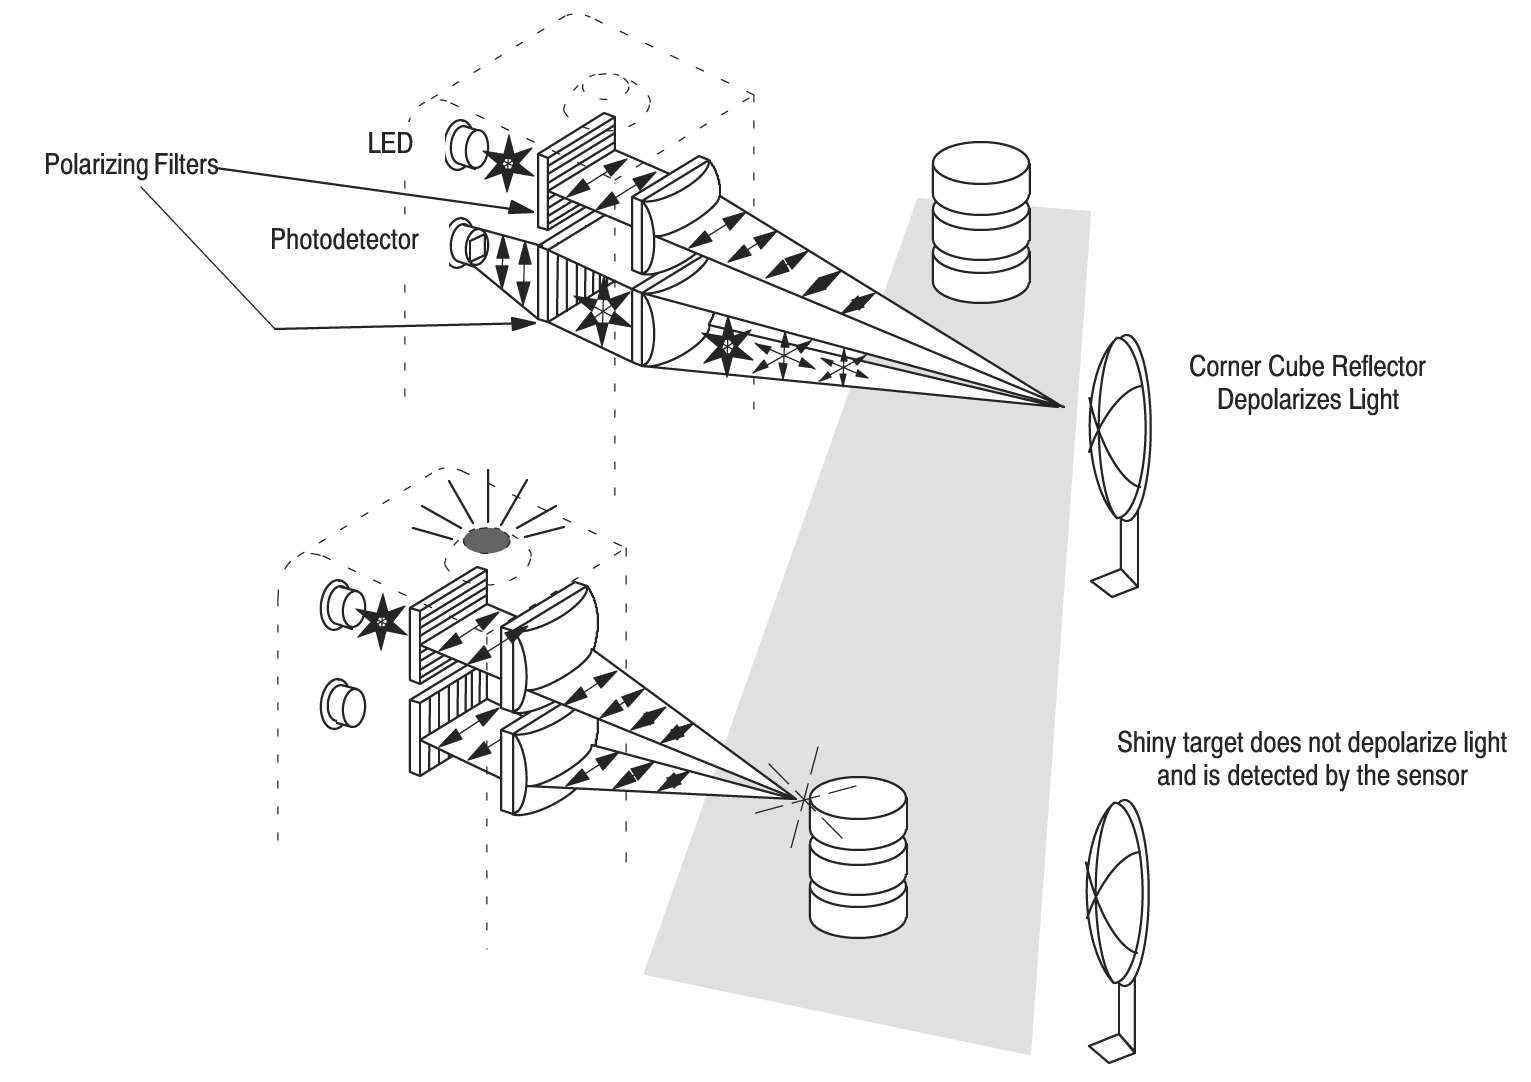 LED
Polarizing Filters
Photodetector
Corner Cube Reflector
Depolarizes Light
Shiny target does not depolarize light
and is detected by the sensor